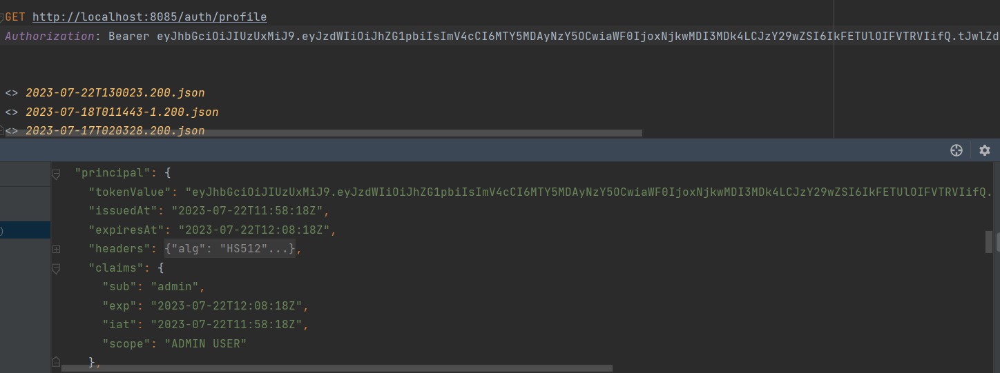 GET http://localhost:8085/auth/profile
Authorization: Bearer eyJhbGciOiJIUzUxMiJ9.eyJzdWIiOiJhZG1pbiIsImV4cCI6MTY5MDAyNzY5OCwiaWF0IjoxNjkwMDI3MDk4LCJzY29wZSI6IkFETUlOIFVTRVIifQ.tJwlZd
<> 2023-07-22T130023.200.json
<> 2023-07-18T011443-1.200.json
<> 2023-07-17T020328.200.json
"principal": {
"tokenValue": "eyJhbGciOiJIUzUxMiJ9.eyJzdWIiOiJhZG1pbiIsImV4cCI6MTY5MDAyNzY5OCwiaWF0IjoxNjkwMDI3MDk4LCJzY29wZSI6IkFETUlOIFVTRVIifQ.
"issuedAt": "2023-07-22T11:58:18Z",
"expiresAt": "2023-07-22T12:08:18Z",
)
"headers": {"alg": "HS512"...},
"claims": {
"sub": "admin",
"exp": "2023-07-22T12:08:18Z",
"iat": "2023-07-22T11:58:18Z",
"scope": "ADMIN USER"
},